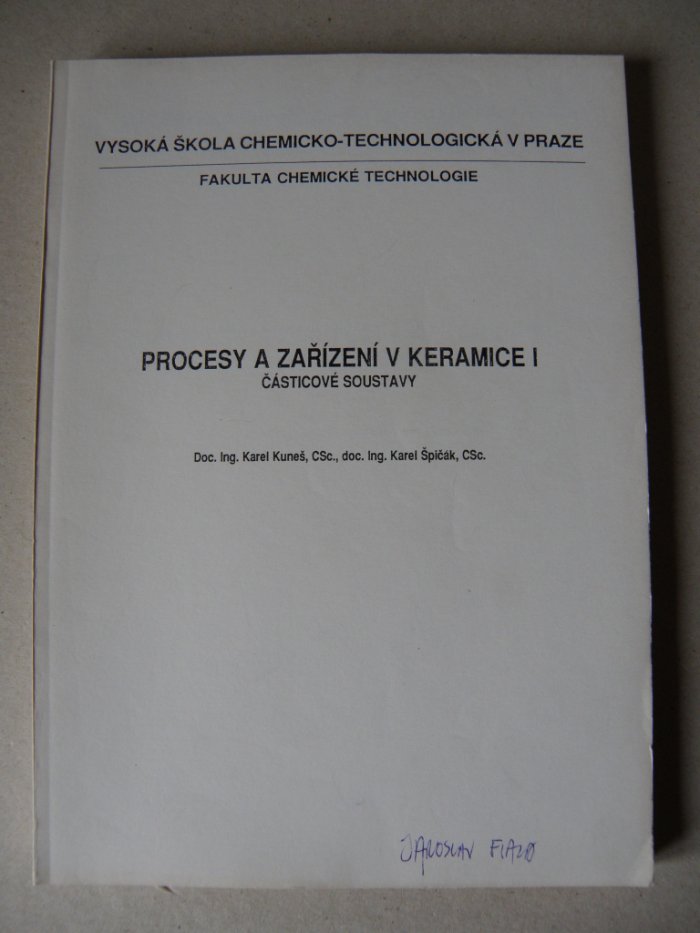 VYSOKÁ ŠKOLA CHEMICKO-TECHNOLOGICKÁ V PRAZE
FAKULTA CHEMICKÉ TECHNOLOGIE
PROCESY A ZAŘÍZENÍ V KERAMICE I
ČÁSTICOVÉ SOUSTAVY
Doc. Ing. Karel Kuneš, CSc., doc. Ing. Karel Špičák, CSc.
JAROSLAV